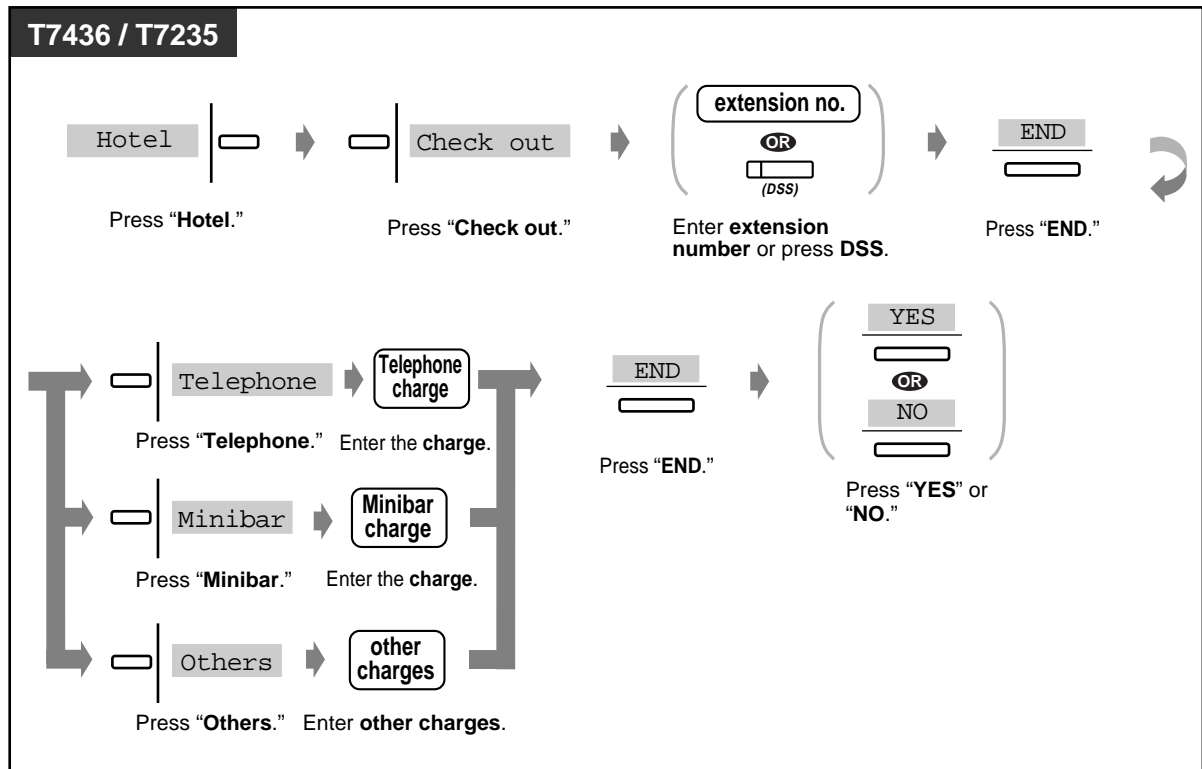 T7436 / T7235
Hotel
Check out
extension no.
OR
(DSS)
END
Press “Hotel.”
Press “Check out.”
Enter extension
number or press DSS.
Press “END.”
Telephone
Telephone
charge
Press “Telephone.”
Enter the charge.
Minibar
Minibar
charge
Press “Minibar.”
Enter the charge.
Others
other
charges
Press “Others.”
Enter other charges.
END
Press “END.”
YES
OR
NO
Press “YES” or
“NO.”